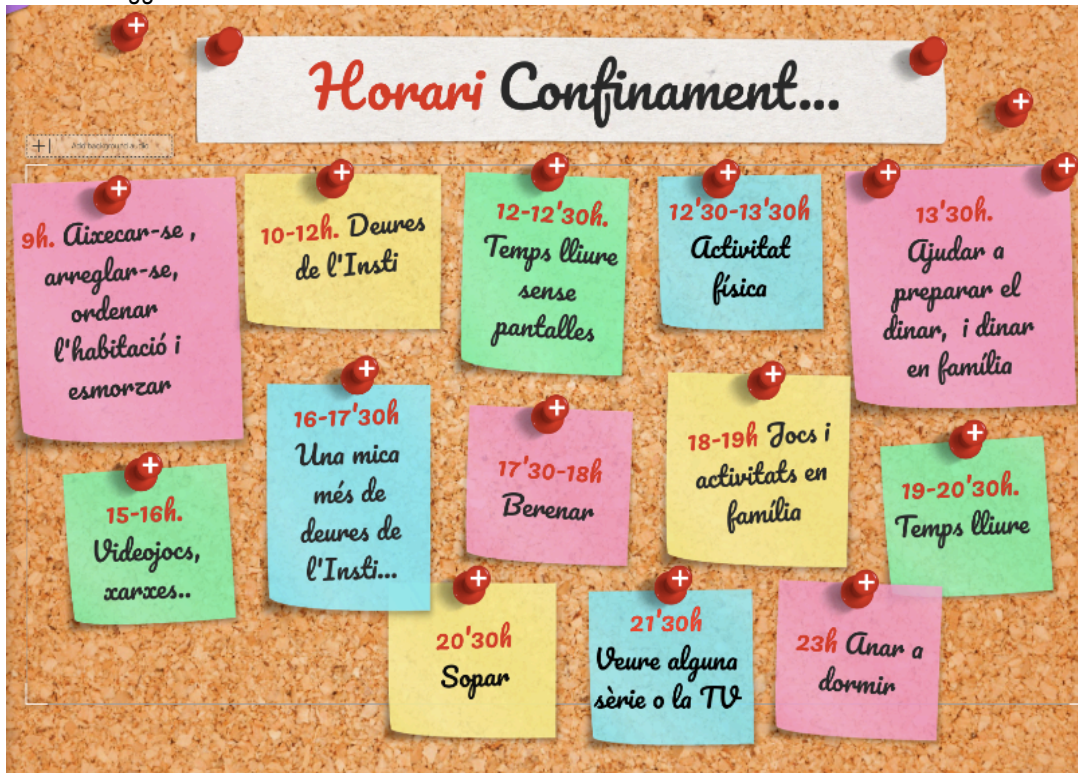 Horari Confinament...
Add background audio
9h. Aixecar-se ,
arreglar-se,
ordenar
l'habitació i
esmorzar
10-12h. Deures
de l'Insti
12-12'30h.
Temps lliure
sense
pantalles
12'30-13'30h
Activitat
física
13'30h.
Ajudar a
preparar el
dinar, i dinar
en família
15-16h.
Videojocs,
xarxes..
16-17'30h
Una mica
més de
deures de
l'Insti...
17'30-18h
Berenar
18-19h Jocs i
activitats en
família
19-20'30h.
Temps lliure
20'30h
Sopar
21'30h
Veure alguna
sèrie o la TV
23h Anar a
dormir